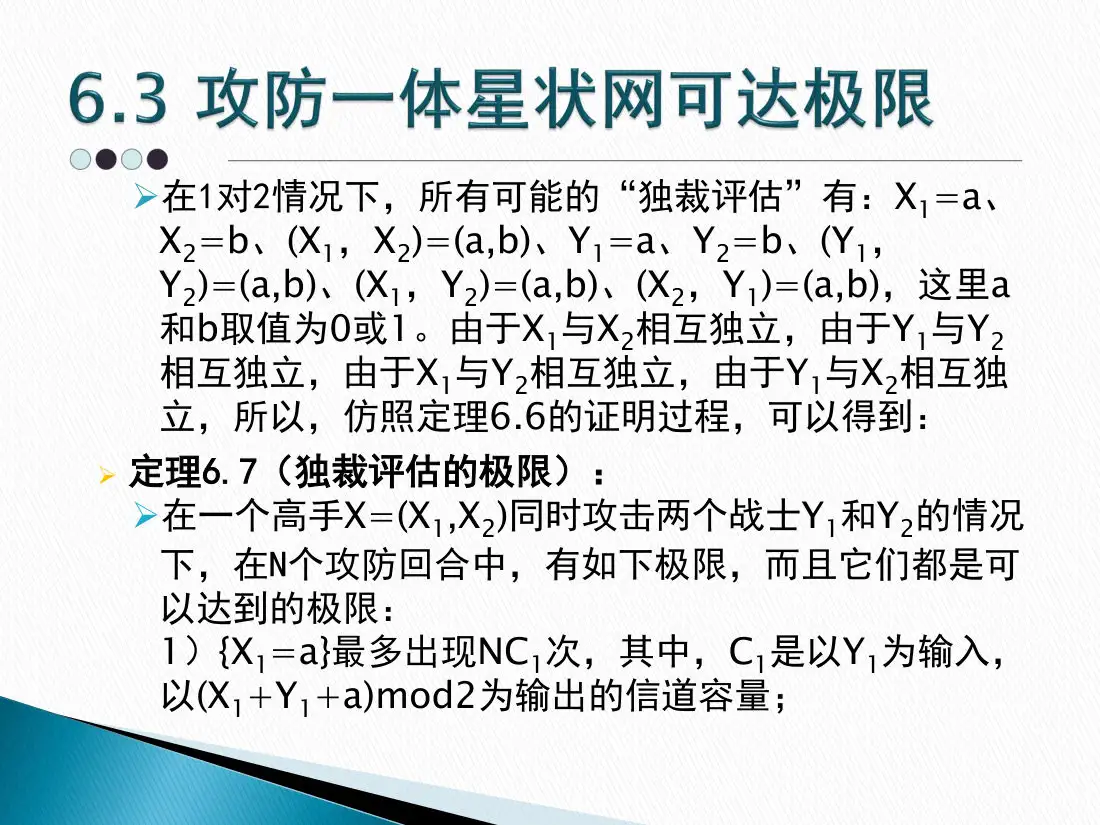 6.3 攻防一体星状网可达极限
➢在1对2情况下，所有可能的“独裁评估”有：X₁=a、
X₂=b、(X₁，X₂)=(a,b)、Y₁=a、Y₂=b、(Y₁，
Y₂)=(a,b)、(X₁，Y₂)=(a,b)、(X₂，Y₁)=(a,b)，这里a
和b取值为0或1。由于X₁与X₂相互独立，由于Y₁与Y₂
相互独立，由于X₁与Y₂相互独立，由于Y₁与X₂相互独
立，所以，仿照定理6.6的证明过程，可以得到：
➢ 定理6.7（独裁评估的极限）：
➢在一个高手X=(X₁,X₂)同时攻击两个战士Y₁和Y₂的情况
下，在N个攻防回合中，有如下极限，而且它们都是可
以达到的极限：
1）{X₁=a}最多出现NC₁次，其中，C₁是以Y₁为输入，
以(X₁+Y₁+a)mod2为输出的信道容量；